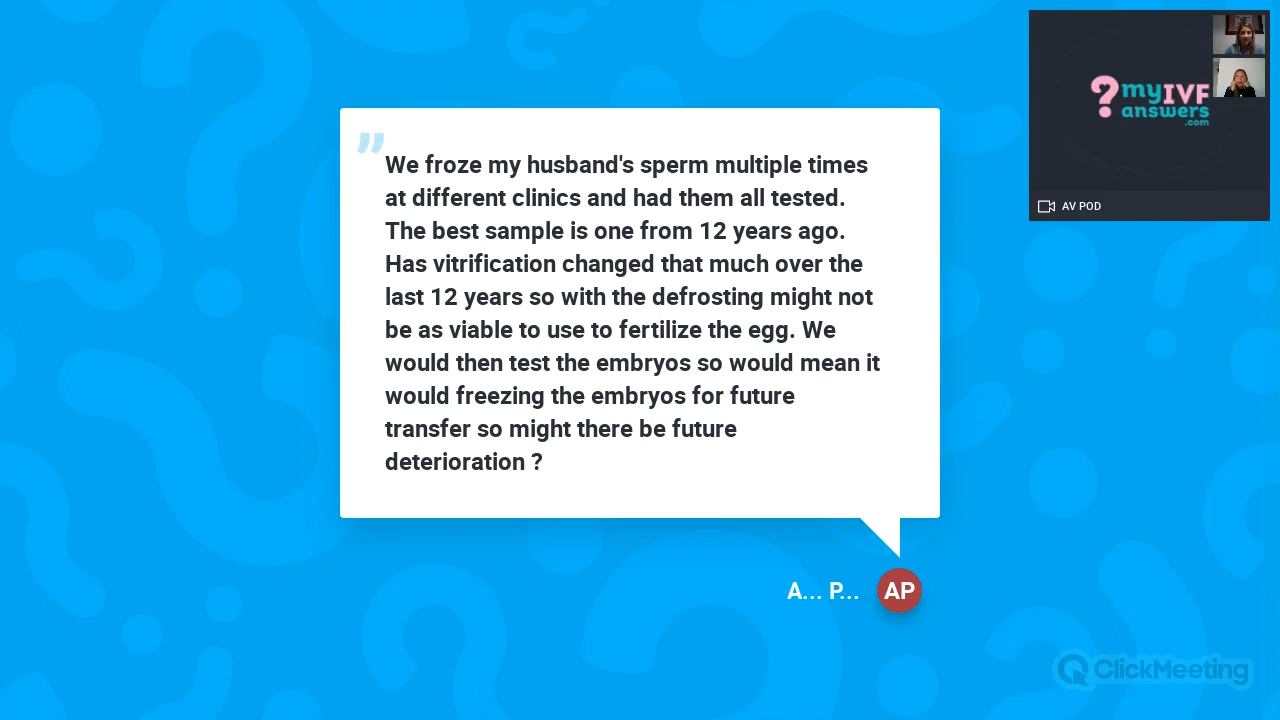 We froze my husband's sperm multiple times
at different clinics and had them all tested.
The best sample is one from 12 years ago.
Has vitrification changed that much over the
last 12 years so with the defrosting might not
be as viable to use to fertilize the egg. We
would then test the embryos so would mean it
would freezing the embryos for future
transfer so might there be future
deterioration ?
A... P... AP
?myIVF
answers
.com
AV POD
ClickMeeting